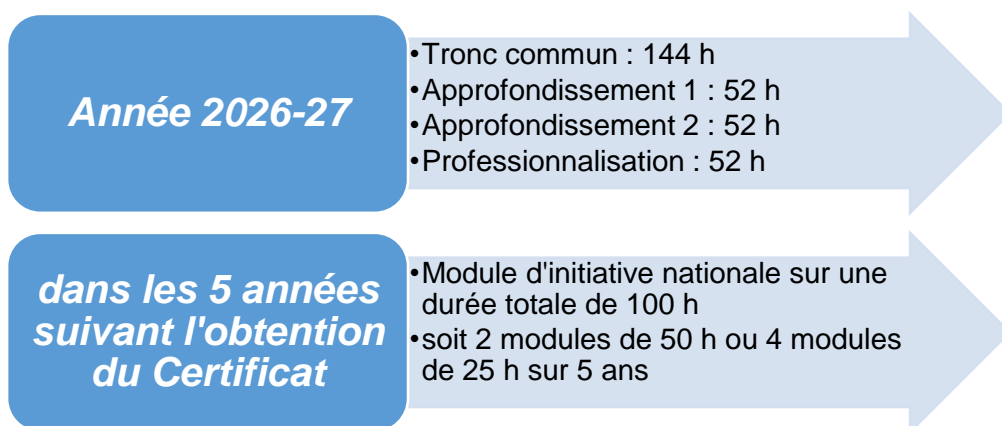 Année 2026-27
•Tronc commun : 144 h
•Approfondissement 1 : 52 h
•Approfondissement 2 : 52 h
•Professionnalisation : 52 h
dans les 5 années
suivant l'obtention
du Certificat
•Module d'initiative nationale sur une
durée totale de 100 h
•soit 2 modules de 50 h ou 4 modules
de 25 h sur 5 ans